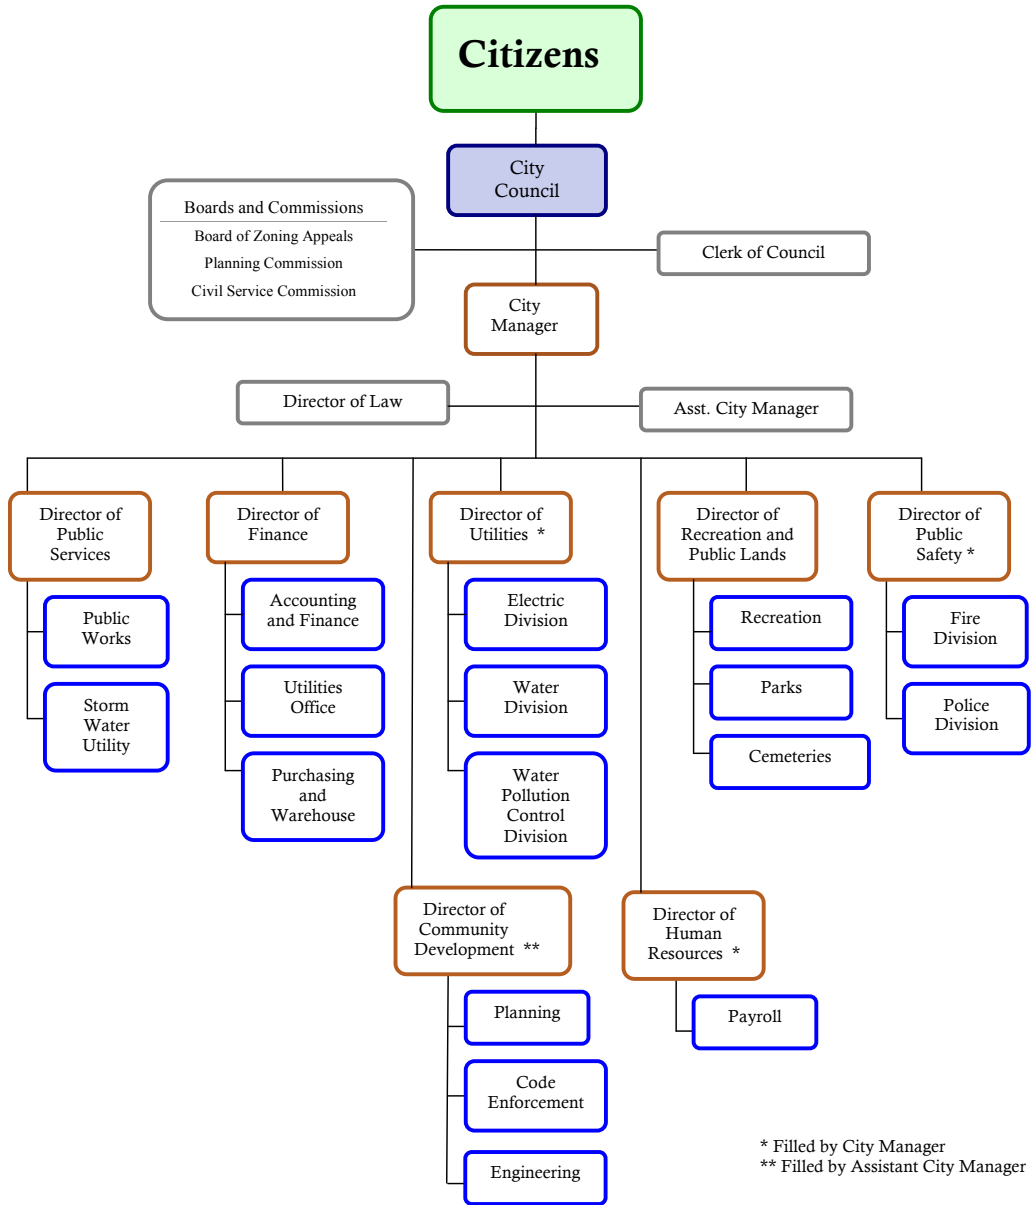 Citizens
City
Council
Boards and Commissions
Board of Zoning Appeals
Planning Commission
Civil Service Commission
Clerk of Council
City
Manager
Director of Law
Asst. City Manager
Director of
Public
Services
Public
Works
Storm
Water
Utility
Director of
Finance
Accounting
and Finance
Utilities
Office
Purchasing
and
Warehouse
Director of
Utilities *
Electric
Division
Water
Division
Water
Pollution
Control
Division
Director of
Recreation and
Public Lands
Recreation
Parks
Cemeteries
Director of
Public
Safety *
Fire
Division
Police
Division
Director of
Community
Development **
Planning
Code
Enforcement
Engineering
Director of
Human
Resources *
Payroll
* Filled by City Manager
** Filled by Assistant City Manager